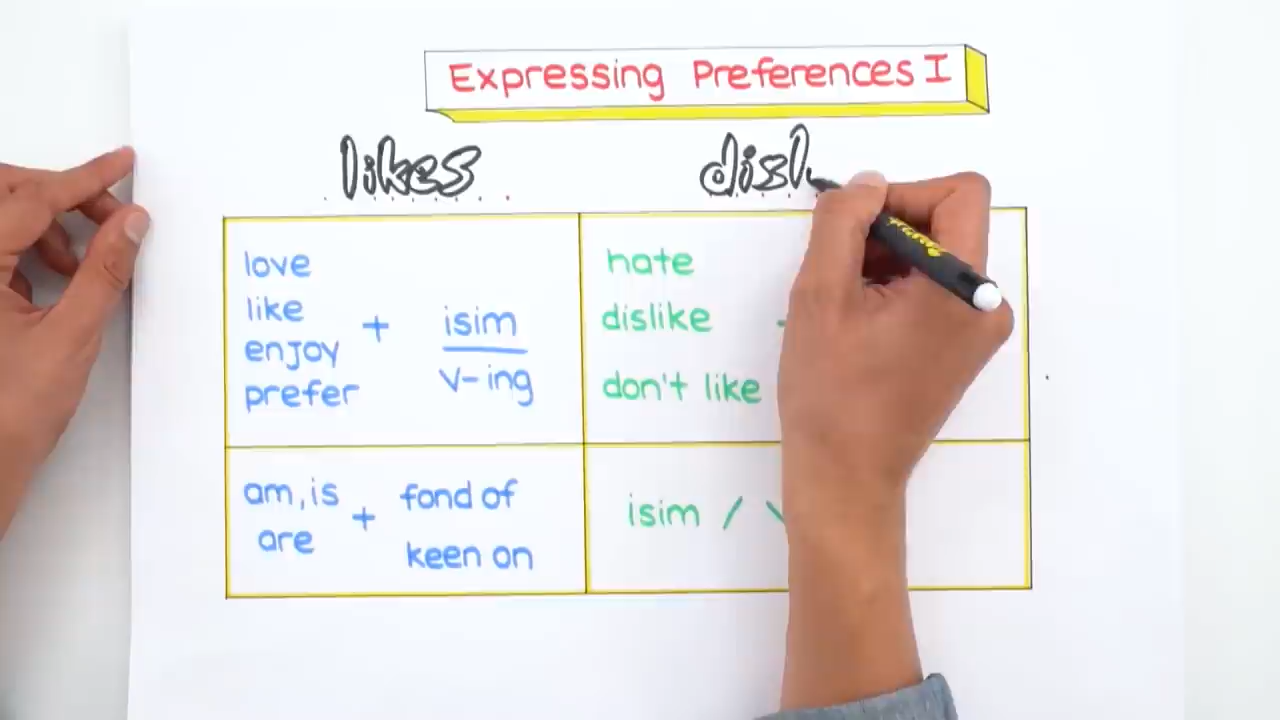 Expressing Preferences I
likes
love
like
enjoy
prefer
+
isim
v-ing
hate
dislike
don't like
am, is
are
+
fond of
keen on
isim /